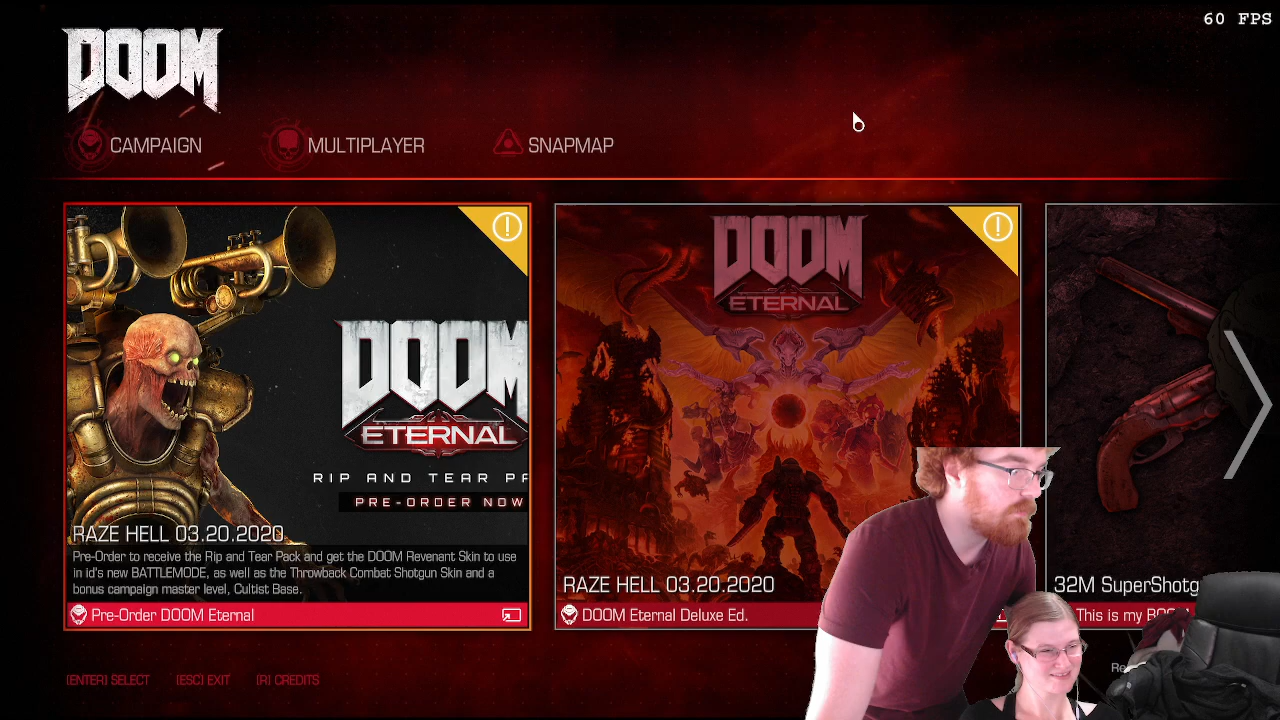 60 FPS
DOOM
CAMPAIGN
MULTIPLAYER
SNAPMAP
DOOM
ETERNAL
RIP AND TEAR
PRE-ORDER NOW
RAZE HELL 03.20.2020
Pre-Order to receive the Rip and Tear Pack and get the DOOM Revenant Skin to use
in id's new BATTLEMODE, as well as the Throwback Combat Shotgun Skin and a
bonus campaign master level, Cultist Base.
Pre-Order DOOM Eternal
DOOM
ETERNAL
RAZE HELL 03.20.2020
DOOM Eternal Deluxe Ed.
32M SuperShotg
This is my
[ENTER] SELECT
[ESC] EXIT
[R] CREDITS